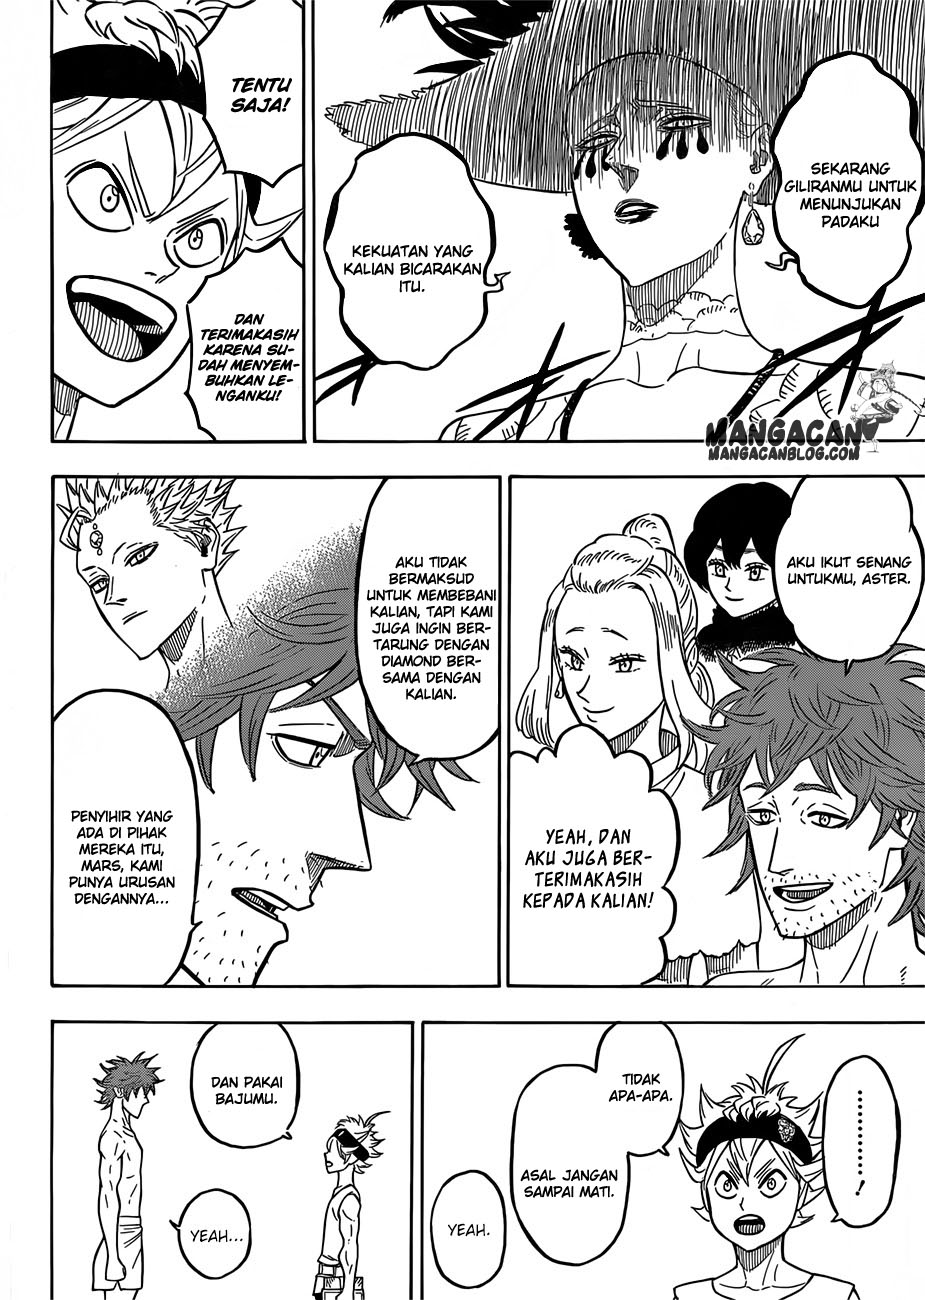 SEKARANG
GILIRANMU UNTUK
MENUNJUKAN
PADAKU
KEKUATAN YANG
KALIAN BICARAKAN
ITU.
TENTU
SAJA!
DAN
TERIMAKASIH
KARENA SU-
DAH MENYEM-
BUHKAN LE-
NGANKU!
MANGACAN
MANGACANBLOG.COM
AKU IKUT SENANG
UNTUKMU, ASTER.
YEAH, DAN
AKU JUGA BER-
TERIMAKASIH
KEPADA KALIAN!
AKU TIDAK
BERMAKSUD
UNTUK MEMBEBANI
KALIAN, TAPI KAMI
JUGA INGIN BER-
TARUNG DENGAN
DIAMOND BER-
SAMA DENGAN
KALIAN.
PENYIHIR YANG
ADA DI PIHAK
MEREKA ITU,
MARS, KAMI
PUNYA URUSAN
DENGANNYA...
..........
TIDAK
APA-APA.
ASAL JANGAN
SAMPAI MATI.
YEAH.
DAN PAKAI
BAJUMU.
YEAH...